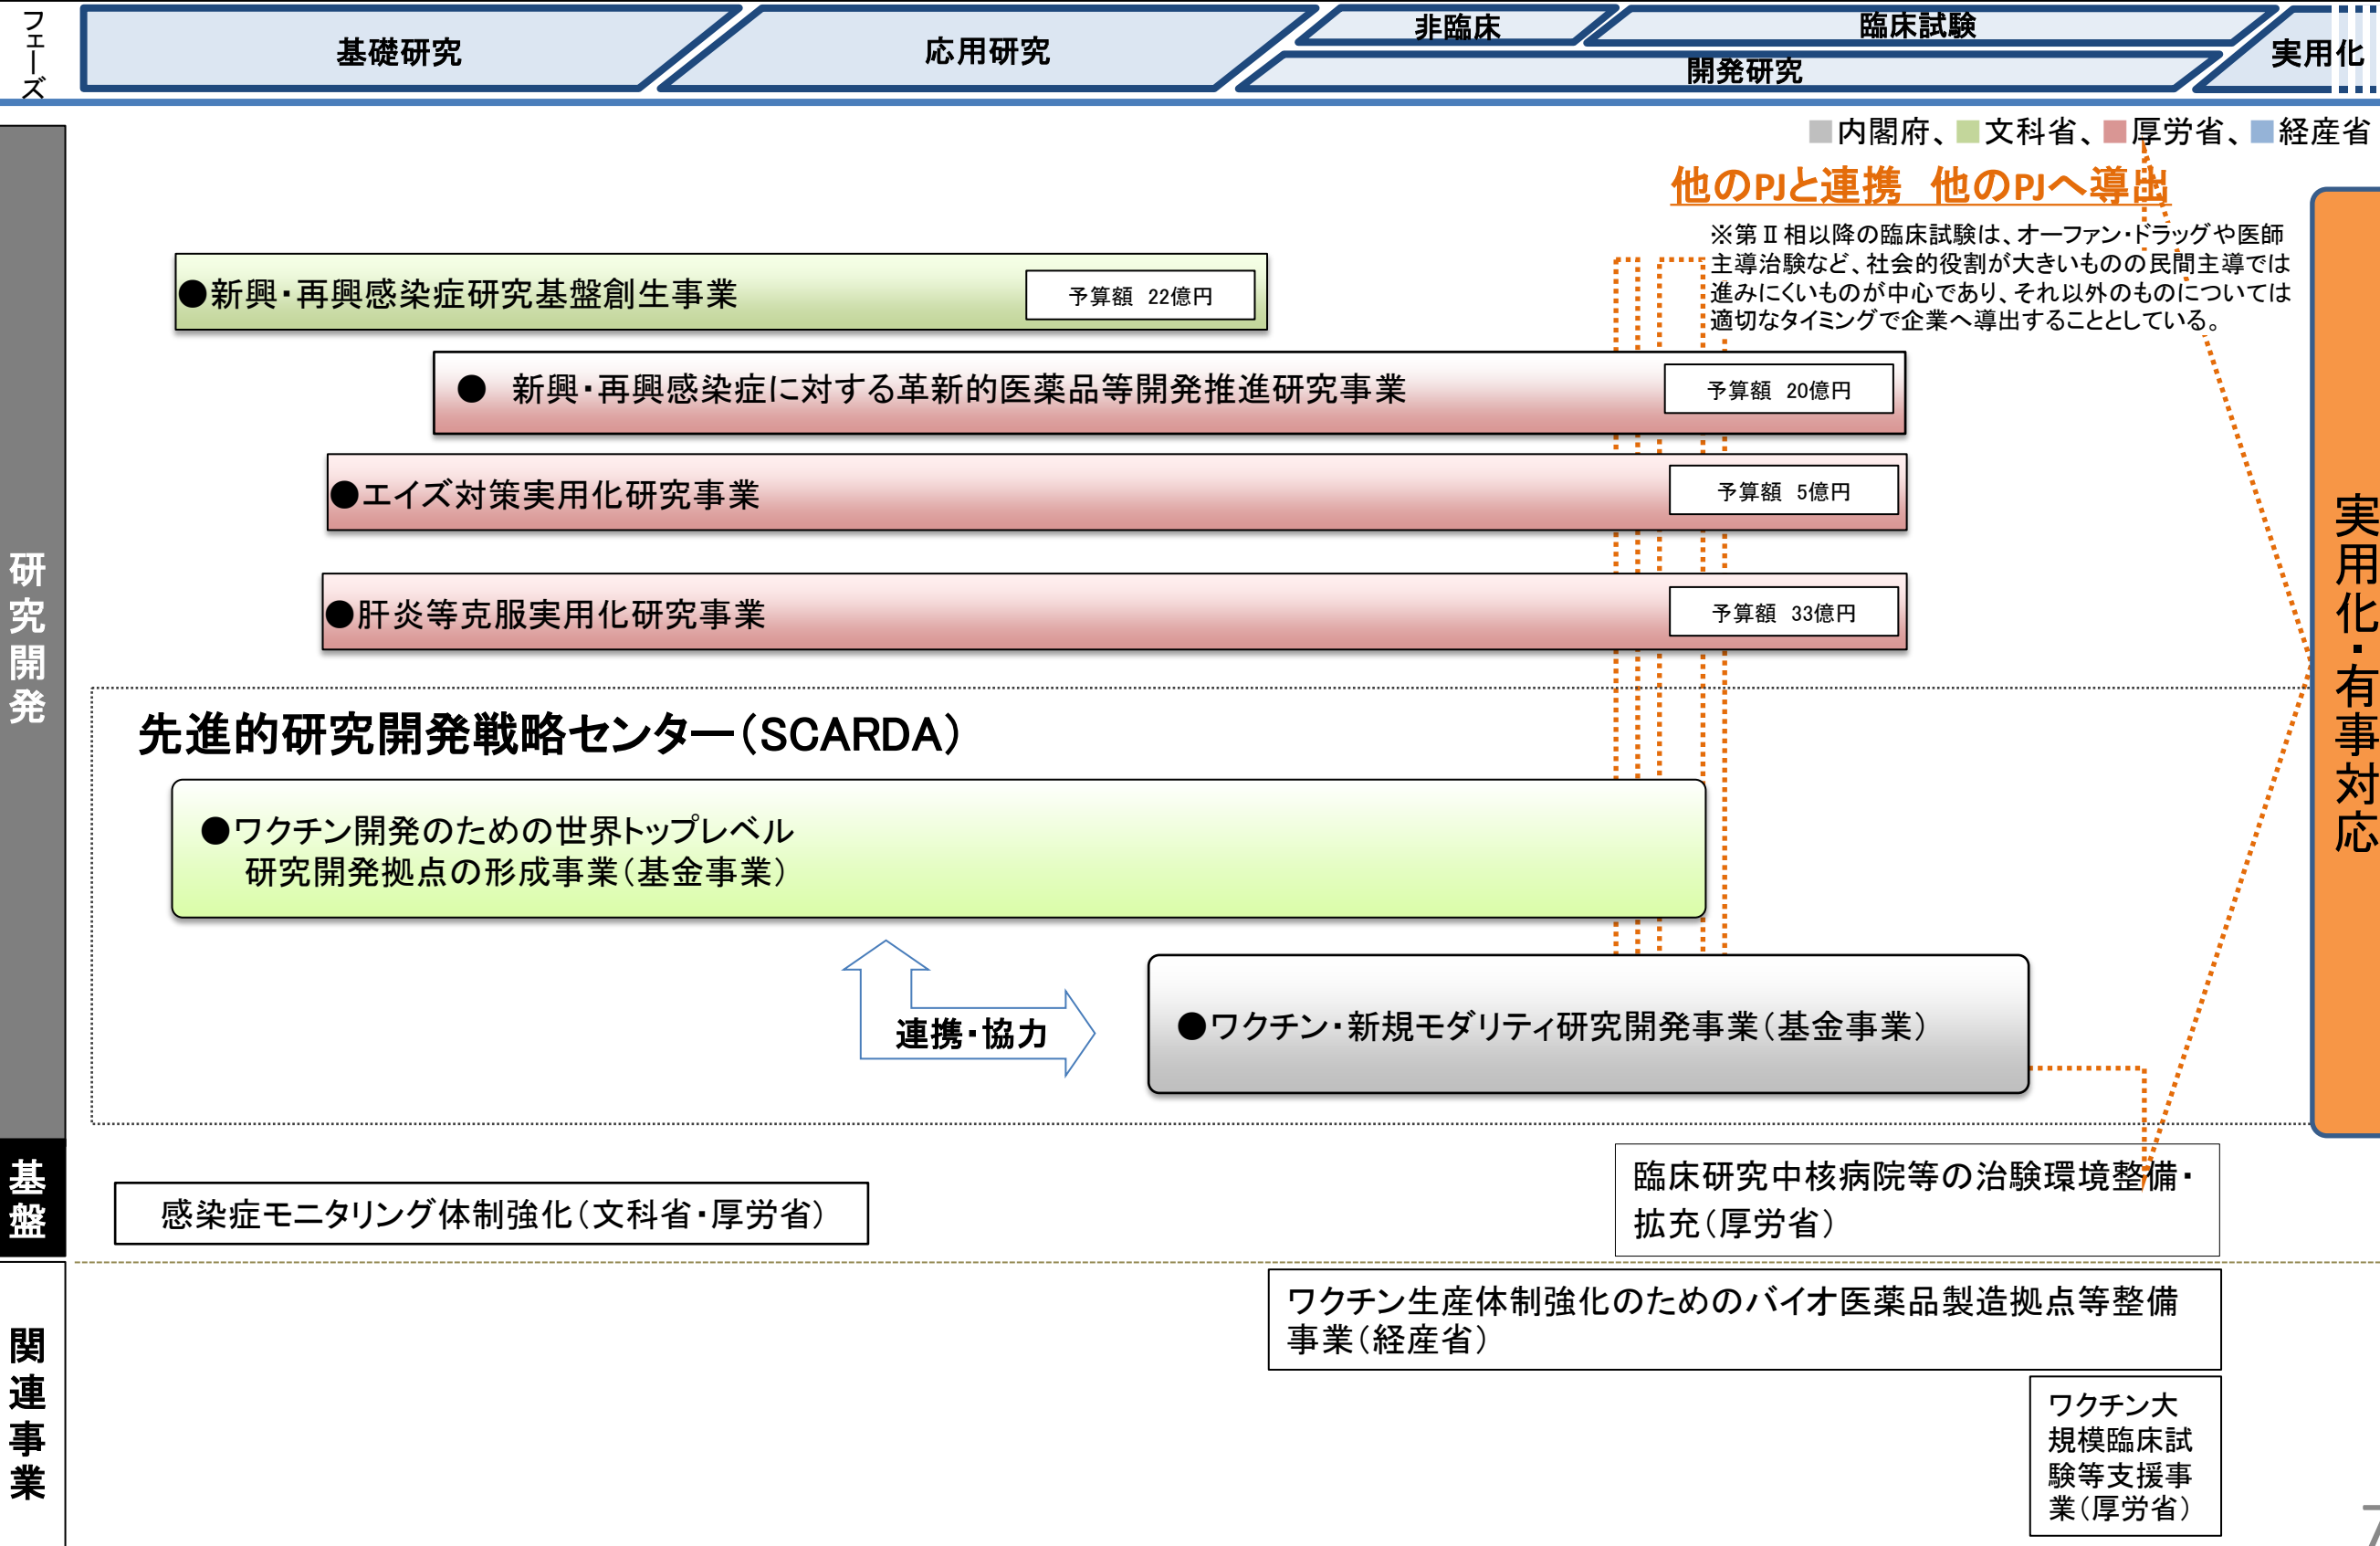 フェーズ
基礎研究
応用研究
非臨床
臨床試験
開発研究
実用化
内閣府、文科省、厚労省、経産省
他のPJと連携　他のPJへ導出
※第Ⅱ相以降の臨床試験は、オーファン・ドラッグや医師
主導治験など、社会的役割が大きいものの民間主導では
進みにくいものが中心であり、それ以外のものについては
適切なタイミングで企業へ導出することとしている。
研究開発
●新興・再興感染症研究基盤創生事業
予算額 22億円
● 新興・再興感染症に対する革新的医薬品等開発推進研究事業
予算額 20億円
●エイズ対策実用化研究事業
予算額 5億円
●肝炎等克服実用化研究事業
予算額 33億円
実用化・有事対応
先進的研究開発戦略センター(SCARDA)
●ワクチン開発のための世界トップレベル
研究開発拠点の形成事業(基金事業)
連携・協力
●ワクチン・新規モダリティ研究開発事業(基金事業)
基盤
感染症モニタリング体制強化(文科省・厚労省)
臨床研究中核病院等の治験環境整備・
拡充(厚労省)
関連事業
ワクチン生産体制強化のためのバイオ医薬品製造拠点等整備
事業(経産省)
ワクチン大
規模臨床試
験等支援事
業(厚労省)
7